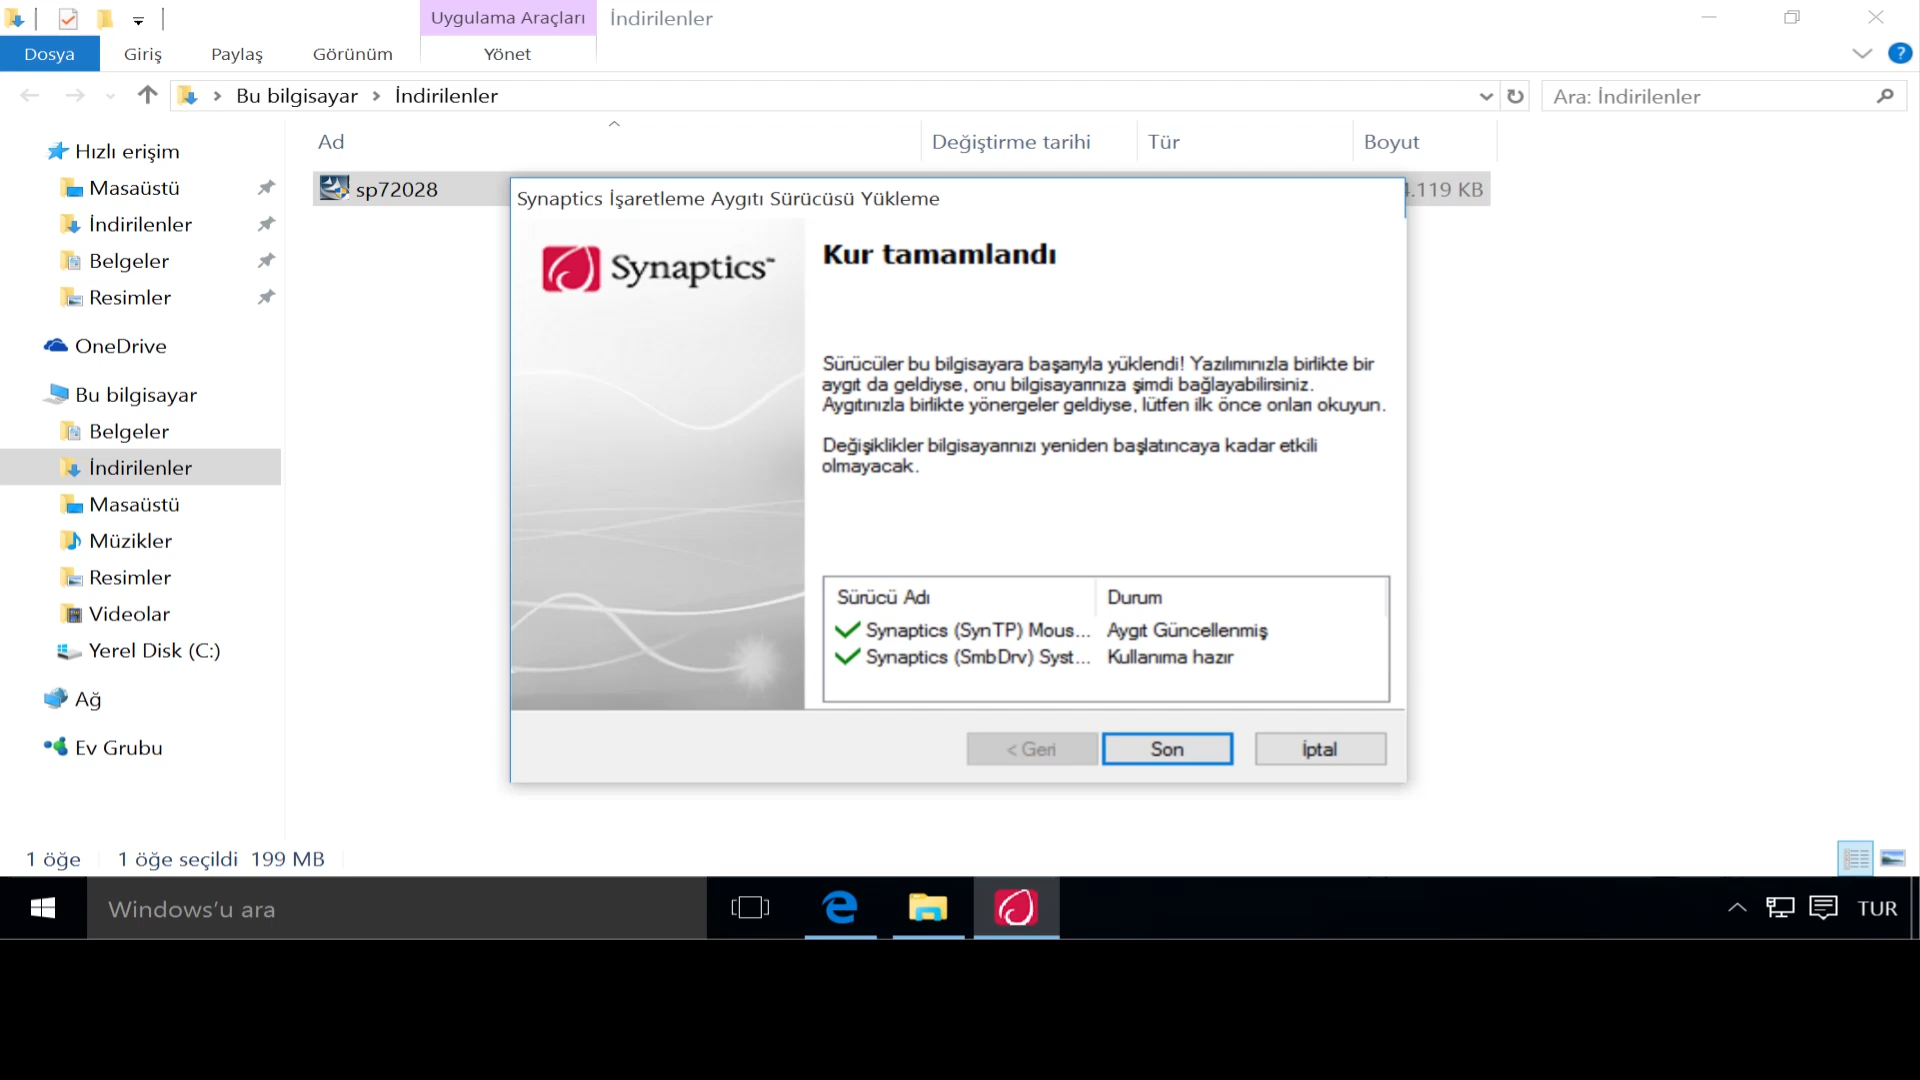 Uygulama Araçları
İndirilenler
Dosya
Giriş
Paylaş
Görünüm
Yönet
Bu bilgisayar
İndirilenler
Ara: İndirilenler
Hızlı erişim
Masaüstü
İndirilenler
Belgeler
Resimler
OneDrive
Bu bilgisayar
Belgeler
İndirilenler
Masaüstü
Müzikler
Resimler
Videolar
Yerel Disk (C:)
Ağ
Ev Grubu
Ad
Değiştirme tarihi
Tür
Boyut
sp72028
.119 KB
Synaptics İşaretleme Aygıtı Sürücüsü Yükleme
Synaptics™
Kur tamamlandı
Sürücüler bu bilgisayara başarıyla yüklendi! Yazılımınızla birlikte bir
aygıt da geldiyse, onu bilgisayarınıza şimdi bağlayabilirsiniz.
Aygıtınızla birlikte yönergeler geldiyse, lütfen ilk önce onları okuyun.
Değişiklikler bilgisayarınızı yeniden başlatıncaya kadar etkili
olmayacak.
Sürücü Adı Durum
Synaptics (SynTP) Mous... Aygıt Güncellenmiş
Synaptics (SmbDrv) Syst... Kullanıma hazır
< Geri
Son
İptal
1 öğe
1 öğe seçildi 199 MB
Windows'u ara
TUR